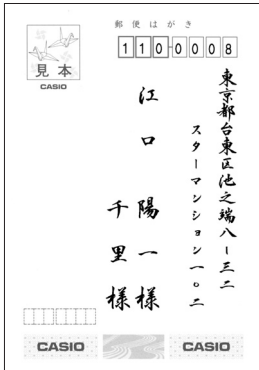 郵便はがき
110-0008
見本
CASIO
東京都台東区池之端八ー三二
スターマンション一〇二
江口 陽一様
千里様
CASIO
CASIO